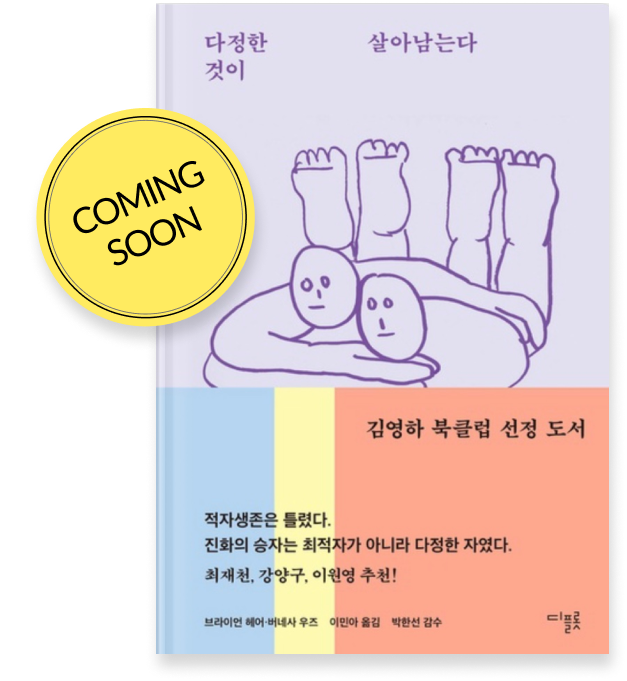 다정한 살아남는다
것이
COMING
SOON
김영하 북클럽 선정 도서
적자생존은 틀렸다.
진화의 승자는 최적자가 아니라 다정한 자였다.
최재천, 강양구, 이원영 추천!
브라이언 헤어·버네사 우즈 이민아 옮김 박한선 감수
디플롯